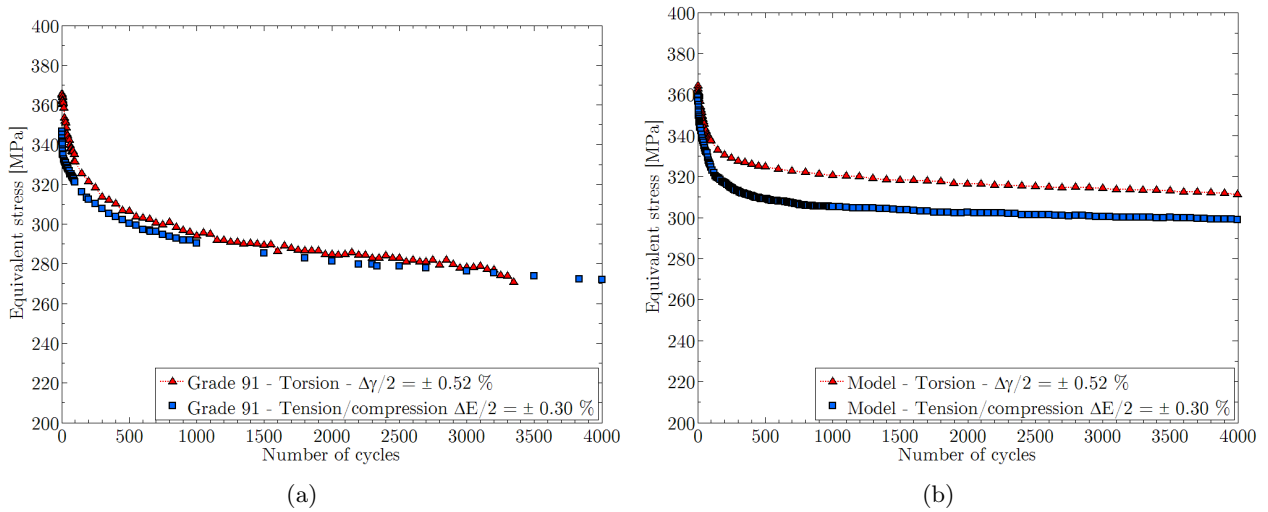 400
380
360
340
320
300
280
260
240
220
200
Equivalent stress [MPa]
Grade 91 - Torsion - Δγ/2 = ± 0.52 %
Grade 91 - Tension/compression ΔE/2 = ± 0.30 %
0 500 1000 1500 2000 2500 3000 3500 4000
Number of cycles
(a)
400
380
360
340
320
300
280
260
240
220
200
Equivalent stress [MPa]
Model - Torsion - Δγ/2 = ± 0.52 %
Model - Tension/compression ΔE/2 = ± 0.30 %
0 500 1000 1500 2000 2500 3000 3500 4000
Number of cycles
(b)